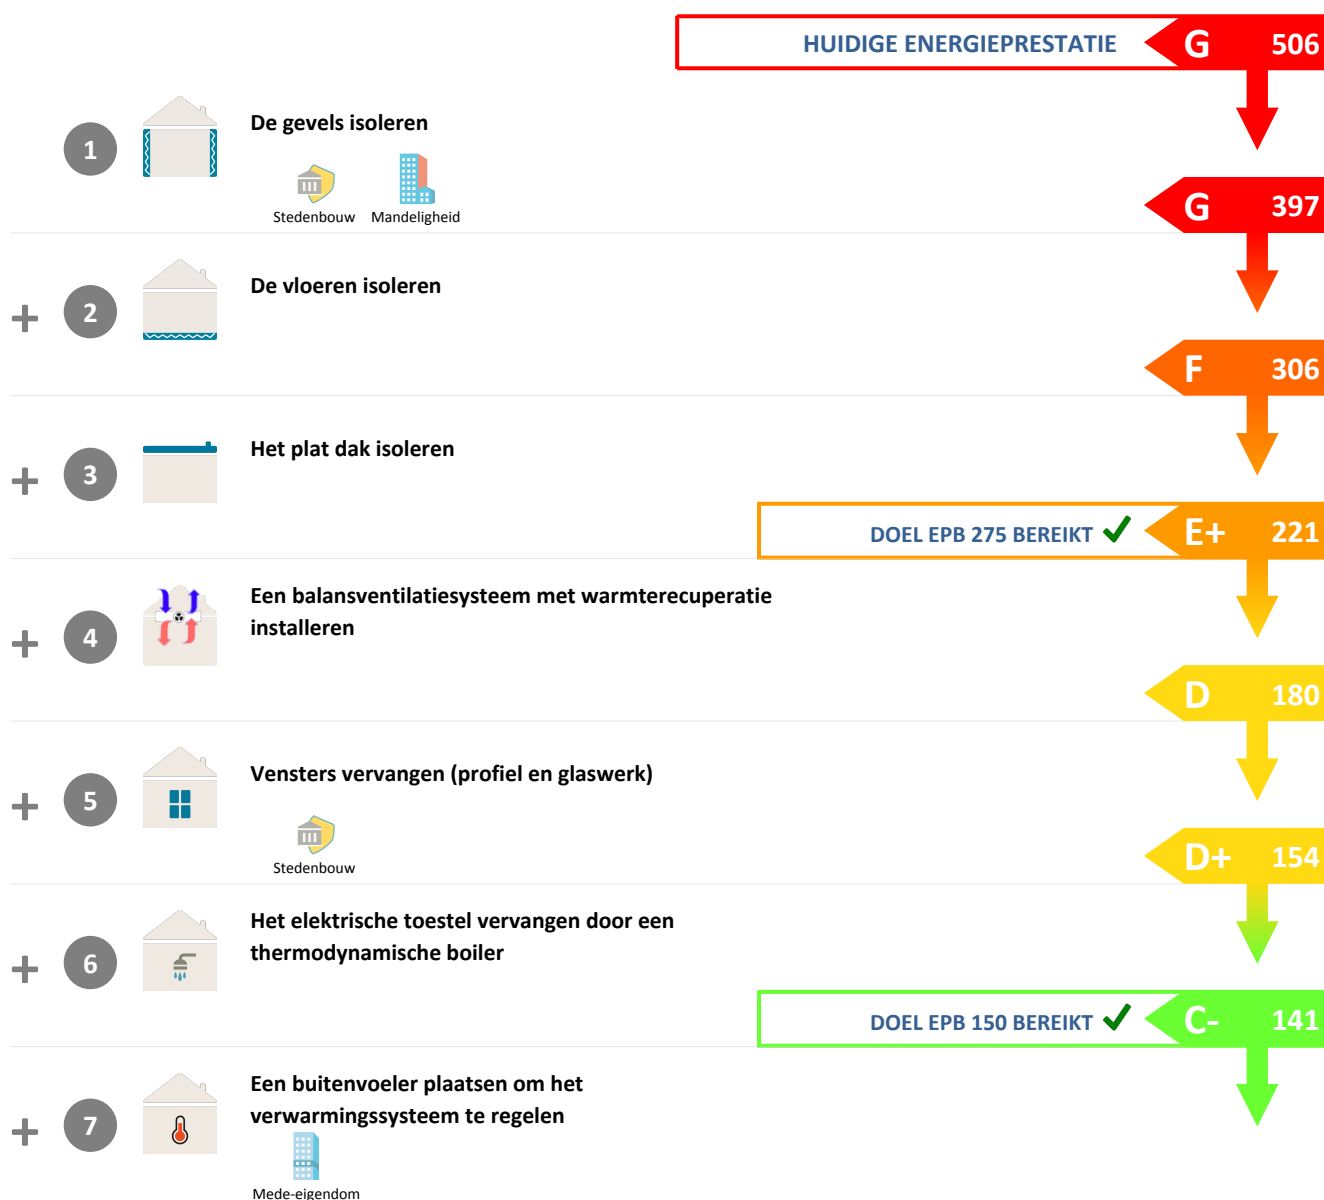 HUIDIGE ENERGIEPRESTATIE G 506
1 De gevels isoleren
Stedenbouw Mandeligheid
G 397
+ 2 De vloeren isoleren
F 306
+ 3 Het plat dak isoleren
DOEL EPB 275 BEREIKT E+ 221
Een balansventilatiesysteem met warmterecuperatie
+ 4 installeren
D 180
+ 5 Vensters vervangen (profiel en glaswerk)
Stedenbouw
D+ 154
Het elektrische toestel vervangen door een
+ 6 thermodynamische boiler
DOEL EPB 150 BEREIKT C- 141
Een buitenvoeler plaatsen om het
+ 7 verwarmingssysteem te regelen
Mede-eigendom